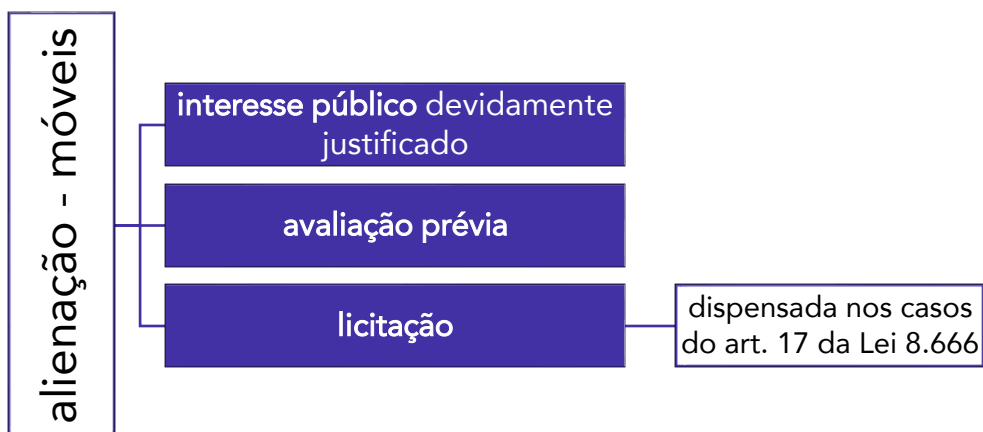 alienação - móveis
interesse público devidamente
justificado
avaliação prévia
licitação
dispensada nos casos
do art. 17 da Lei 8.666